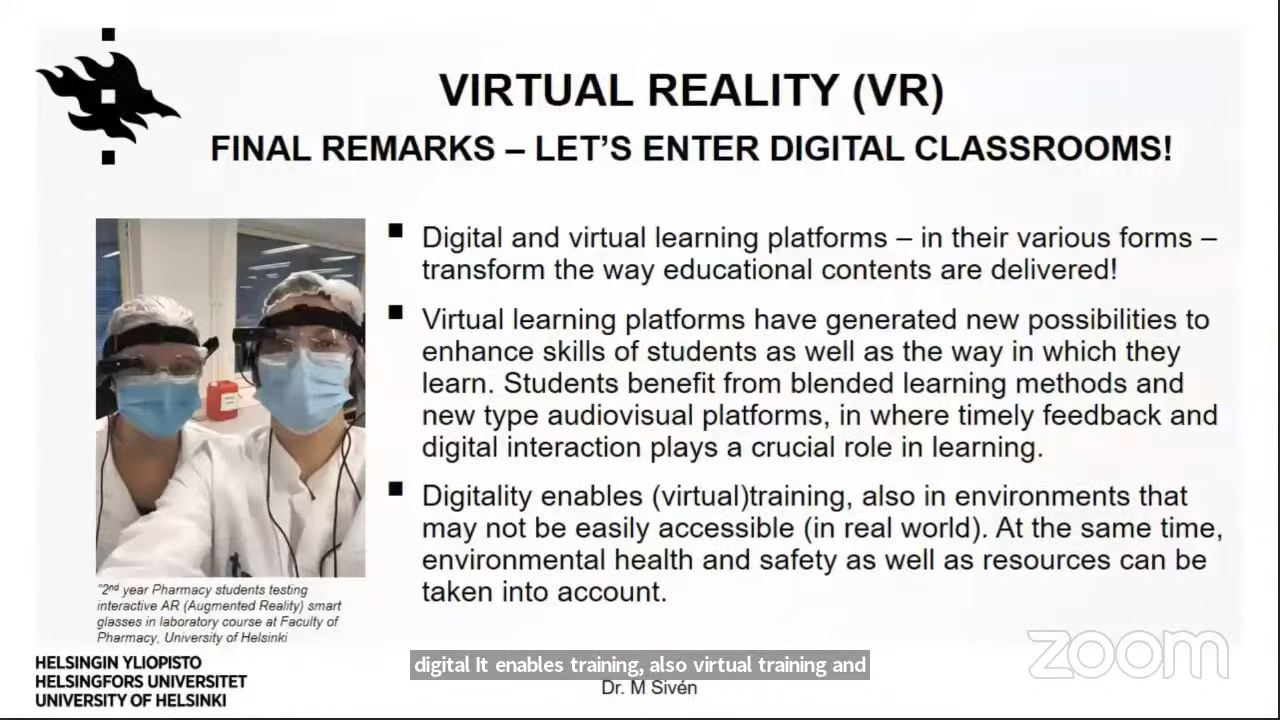 VIRTUAL REALITY (VR)
FINAL REMARKS – LET'S ENTER DIGITAL CLASSROOMS!
▪ Digital and virtual learning platforms – in their various forms –
transform the way educational contents are delivered!
▪ Virtual learning platforms have generated new possibilities to
enhance skills of students as well as the way in which they
learn. Students benefit from blended learning methods and
new type audiovisual platforms, in where timely feedback and
digital interaction plays a crucial role in learning.
▪ Digitality enables (virtual)training, also in environments that
may not be easily accessible (in real world). At the same time,
environmental health and safety as well as resources can be
taken into account.
"2nd year Pharmacy students testing
interactive AR (Augmented Reality) smart
glasses in laboratory course at Faculty of
Pharmacy, University of Helsinki
HELSINGIN YLIOPISTO
HELSINGFORS UNIVERSITET
UNIVERSITY OF HELSINKI
digital It enables training, also virtual training and
Dr. M Sivén
zoom